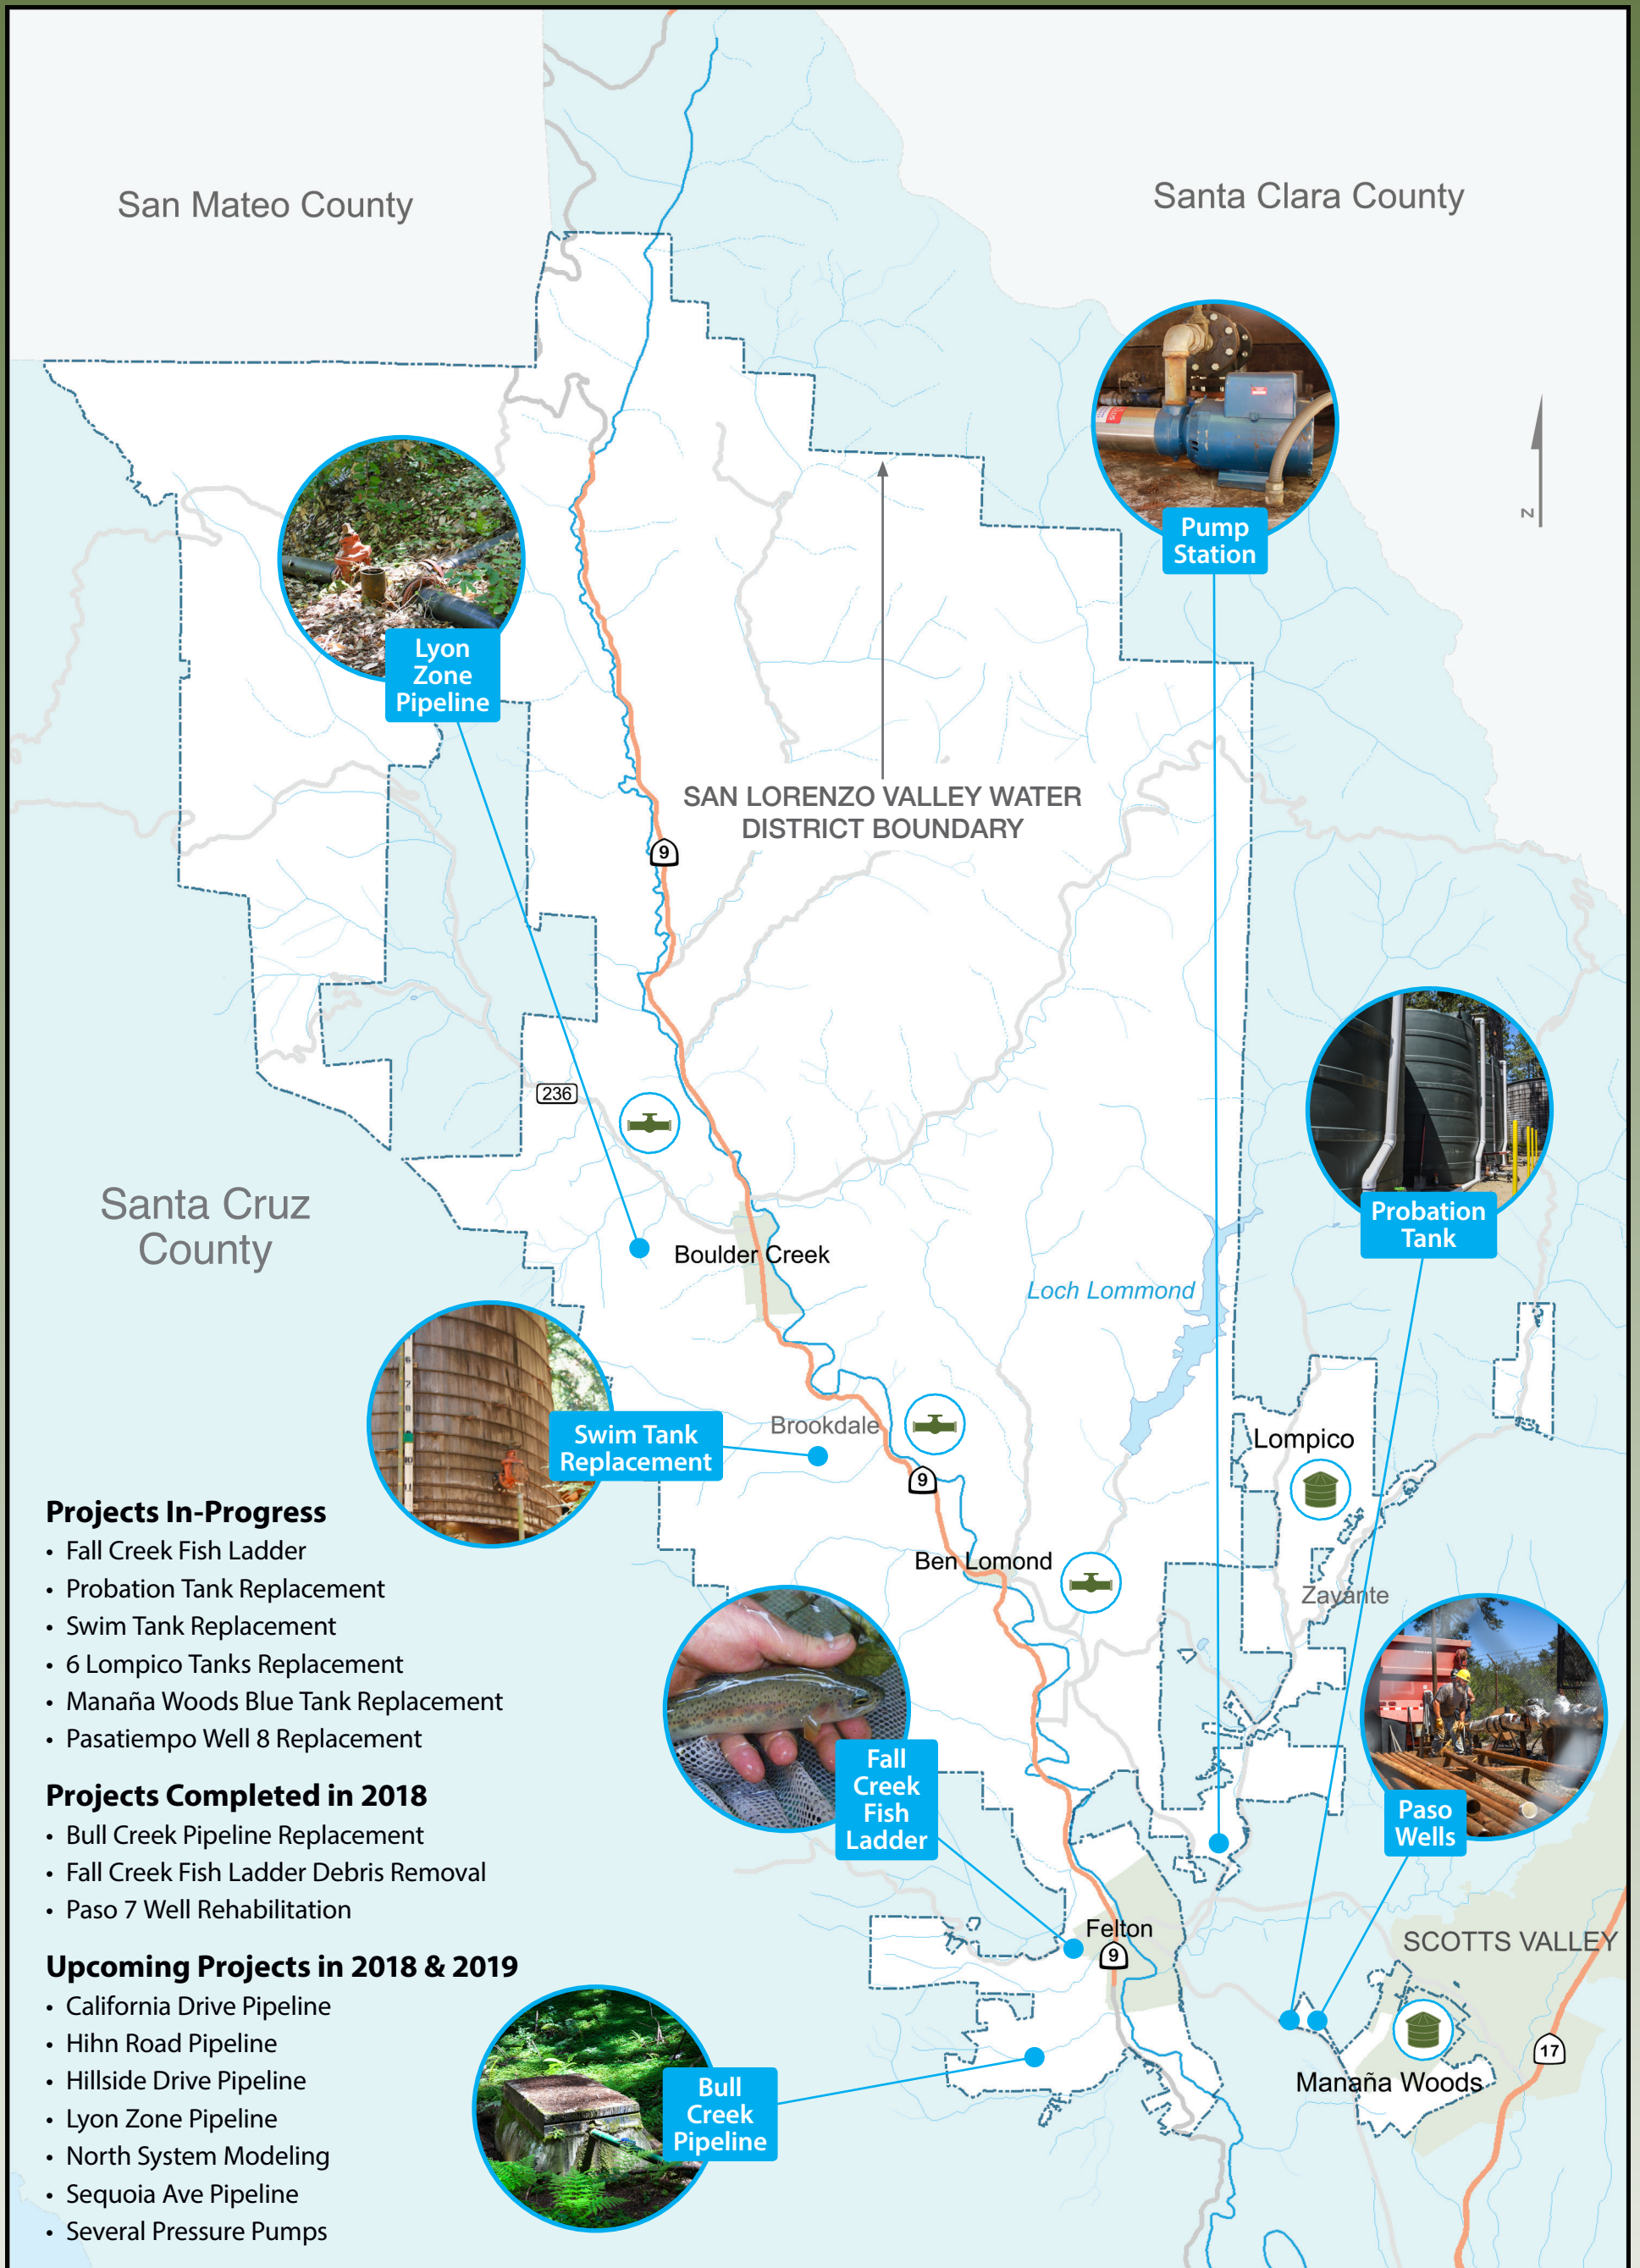 San Mateo County
Santa Clara County
Pump
Station
N
Lyon
Zone
Pipeline
SAN LORENZO VALLEY WATER
DISTRICT BOUNDARY
9
236
Santa Cruz
County
Boulder Creek
Loch Lommond
Probation
Tank
Swim Tank
Replacement
Brookdale
9
Lompico
Ben Lomond
Zayante
Fall
Creek
Fish
Ladder
Paso
Wells
Felton
9
SCOTTS VALLEY
17
Manaña Woods
Bull
Creek
Pipeline
Projects In-Progress
• Fall Creek Fish Ladder
• Probation Tank Replacement
• Swim Tank Replacement
• 6 Lompico Tanks Replacement
• Manaña Woods Blue Tank Replacement
• Pasatiempo Well 8 Replacement
Projects Completed in 2018
• Bull Creek Pipeline Replacement
• Fall Creek Fish Ladder Debris Removal
• Paso 7 Well Rehabilitation
Upcoming Projects in 2018 & 2019
• California Drive Pipeline
• Hihn Road Pipeline
• Hillside Drive Pipeline
• Lyon Zone Pipeline
• North System Modeling
• Sequoia Ave Pipeline
• Several Pressure Pumps